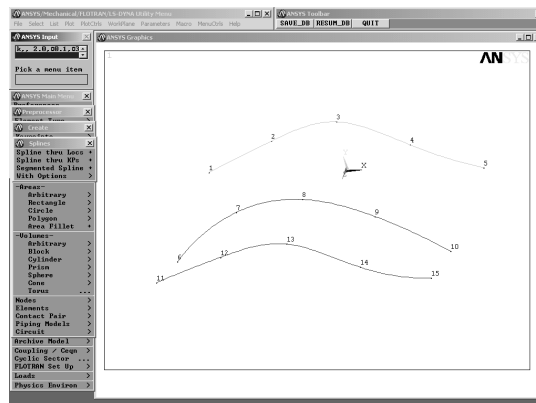 ANSYS/Mechanical/FLOTRAN/LS-DYNA Utility Menu
File Select List Plot PlotCtrls WorkPlane Parameters Macro MenuCtrls Help
ANSYS Toolbar
SAVE_DB RESUM_DB QUIT
ANSYS Input
Pick a menu item
ANSYS Main Menu
Preprocessor
Create
Splines
Spline thru Locs +
Spline thru KPs +
Segmented Spline +
With Options >
-Areas-
Arbitrary >
Rectangle >
Circle >
Polygon >
Area Fillet +
-Volumes-
Arbitrary >
Block >
Cylinder >
Prism >
Sphere >
Cone >
Torus ...
Nodes >
Elements >
Contact Pair >
Piping Models >
Circuit >
Archive Model >
Coupling / Ceqn >
Cyclic Sector ...
FLOTRAN Set Up >
Loads >
Physics Environ >
ANSYS Graphics
1
ANSYS
3
2
4
1
X
5
8
7
9
6
10
13
12
14
11
15